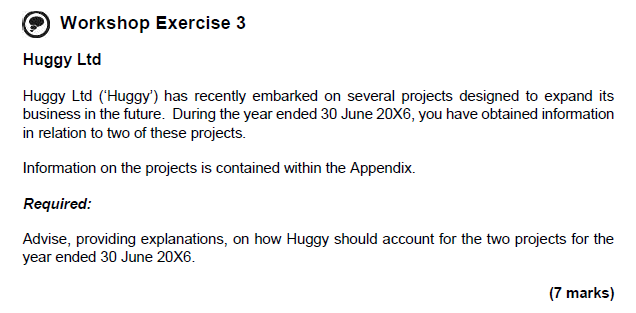 Workshop Exercise 3
Huggy Ltd
Huggy Ltd ('Huggy') has recently embarked on several projects designed to expand its
business in the future.  During the year ended 30 June 20X6, you have obtained information
in relation to two of these projects.
Information on the projects is contained within the Appendix.
Required:
Advise, providing explanations, on how Huggy should account for the two projects for the
year ended 30 June 20X6.
(7 marks)